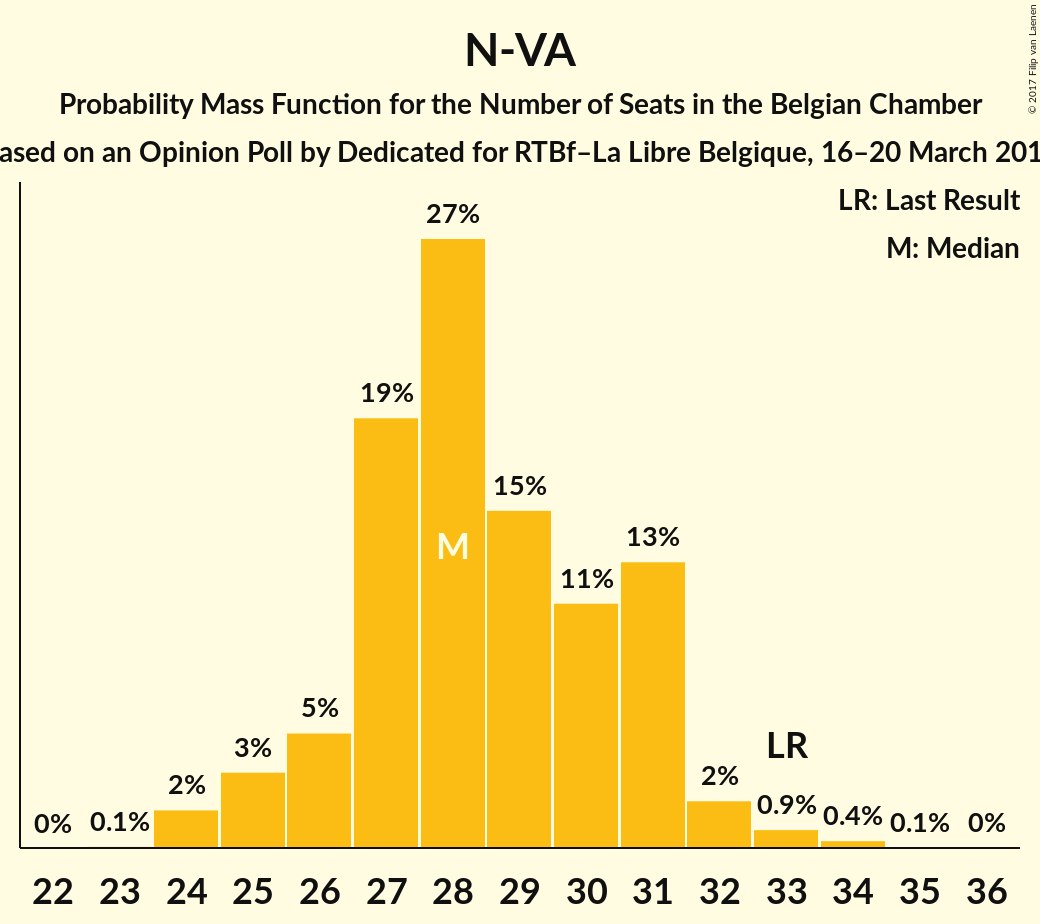 N-VA
Probability Mass Function for the Number of Seats in the Belgian Chamber
ased on an Opinion Poll by Dedicated for RTBf–La Libre Belgique, 16–20 March 201
© 2017 Filip van Laenen
LR: Last Result
M: Median
27%
19%
15%
M
13%
11%
5%
LR
3%
2%
2%
0.9%
0.4%
0%
0.1%
0.1%
0%
22 23 24 25 26 27 28 29 30 31 32 33 34 35 36